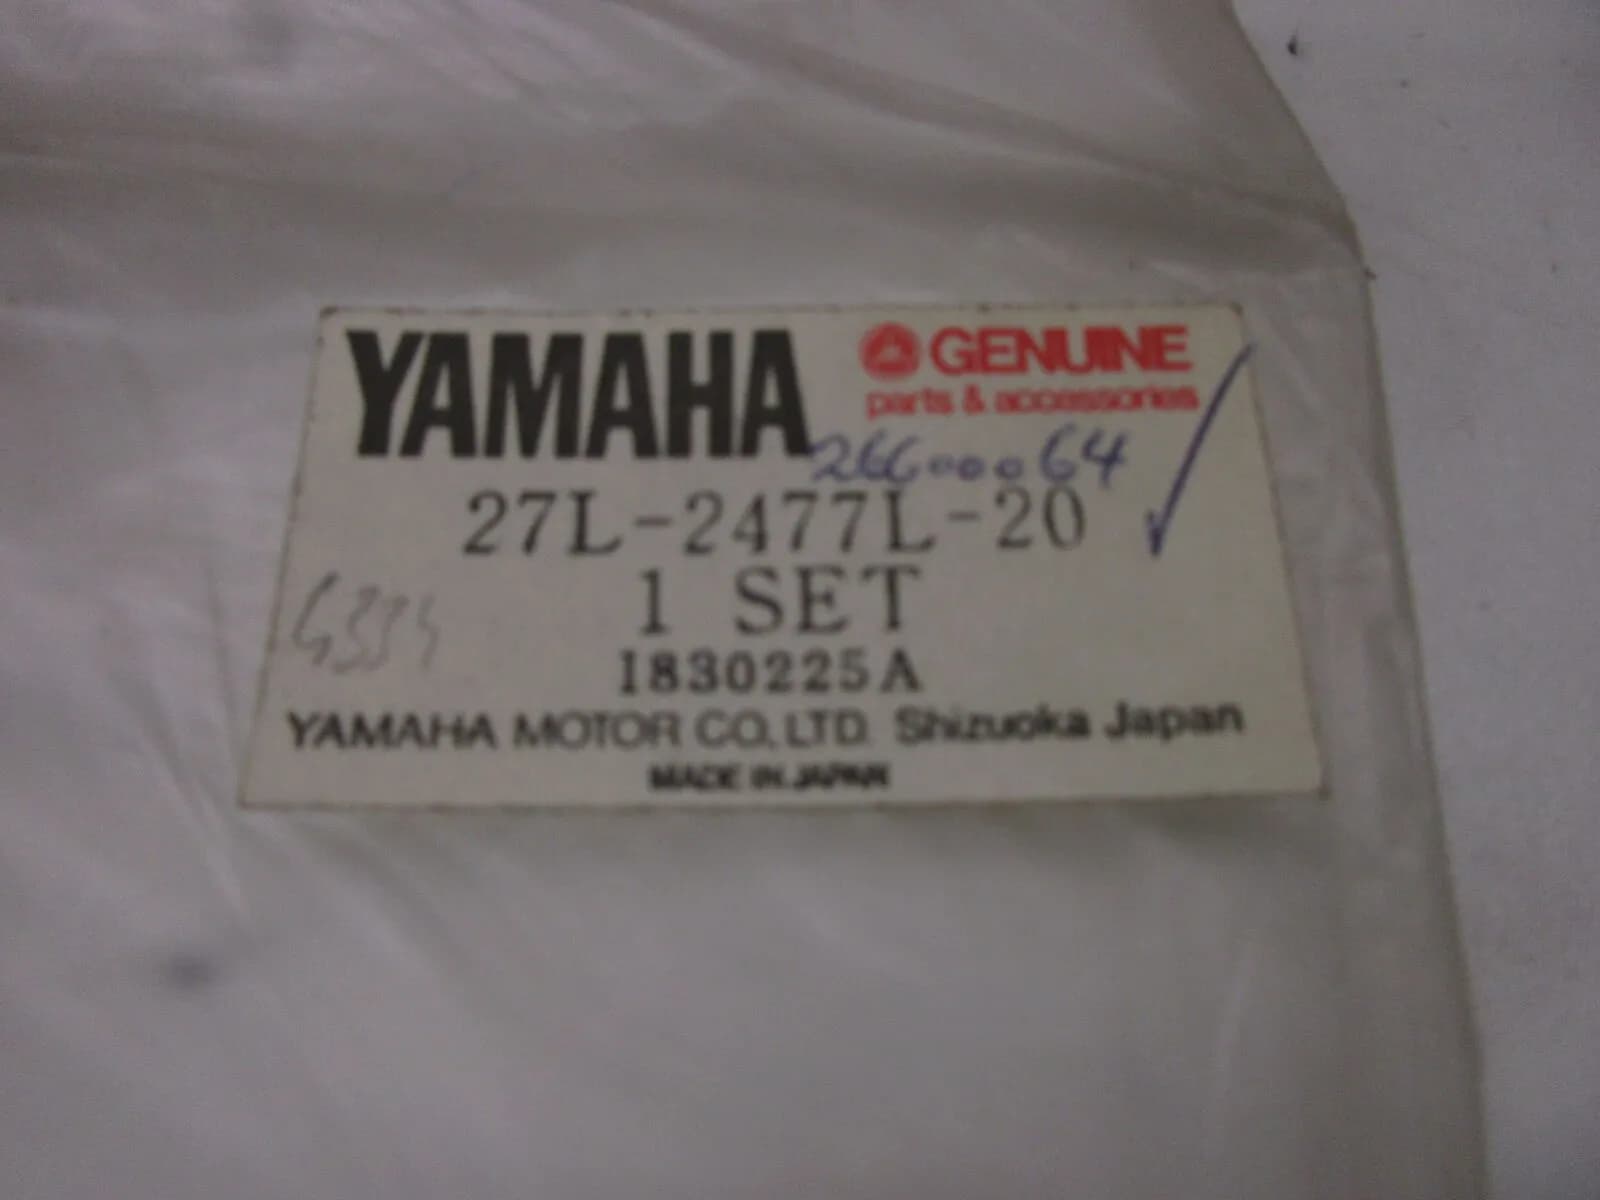 YAMAHA GENUINE
parts & accessories
26600064
27L-2477L-20
1 SET
1830225A
YAMAHA MOTOR CO., LTD. Shizuoka Japan
MADE IN JAPAN